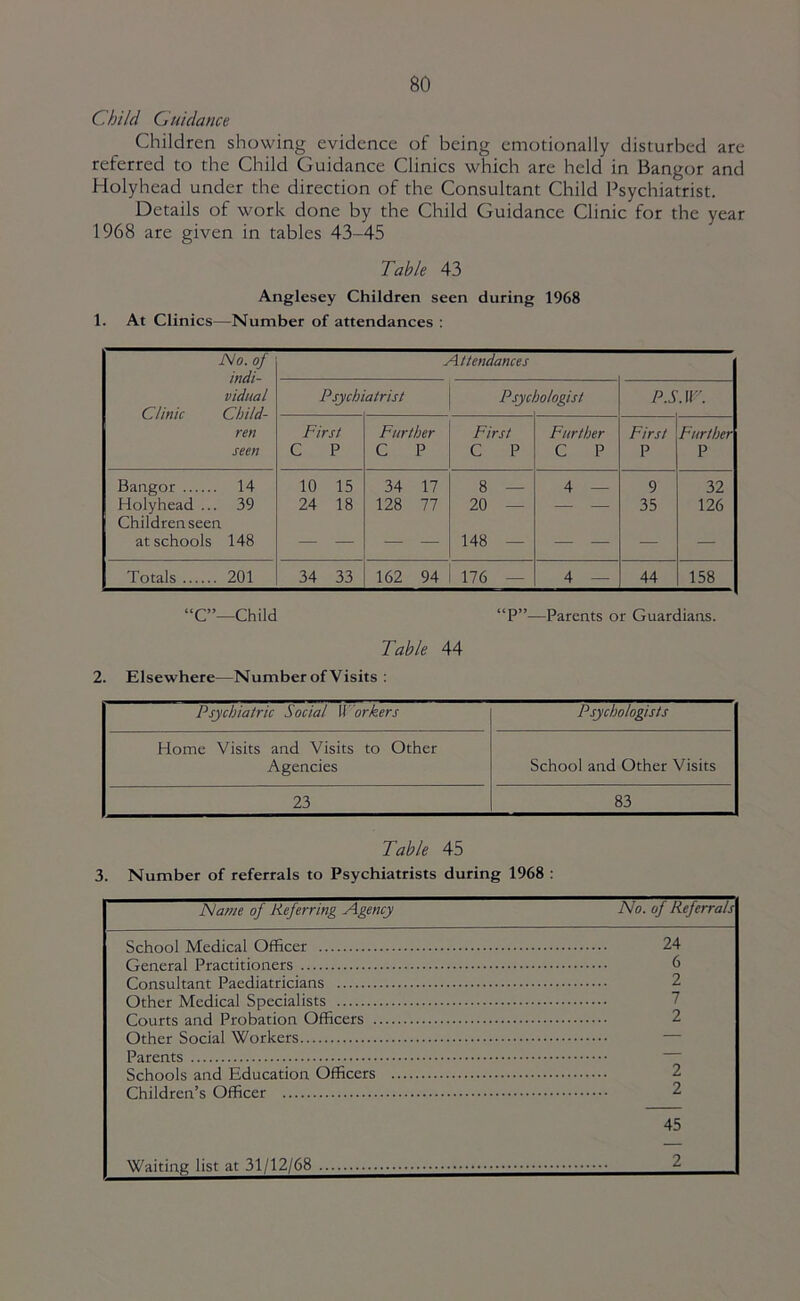 80
Child Guidance
Children showing evidence of being emotionally disturbed are
referred to the Child Guidance Clinics which are held in Bangor and
Holyhead under the direction of the Consultant Child Psychiatrist.
Details of work done by the Child Guidance Clinic for the year
1968 are given in tables 43–45
Table 43
Anglesey Children seen during 1968
1. At Clinics—Number of attendances :
Clinic No. of indi-vidual Child-ren seen Attendances
Psychiatrist Psychologist P.S.W.
First Further First Further First Further
C P C P C P C P P P
Bangor ...... 14 10 15 34 17 8 — 4 — 9 32
Holyhead ... 39 24 18 128 77 20 — — — 35 126
Children seen
at schools 148 — — — — 148 — — — — —
Totals ...... 201 34 33 162 94 176 — 4 — 44 158
“C”—Child “P”—Parents or Guardians.
Table 44
2. Elsewhere—Number of Visits :
Psychiatric Social Workers Psychologists
Home Visits and Visits to Other
Agencies School and Other Visits
23 83
Table 45
3. Number of referrals to Psychiatrists during 1968 :
Name of Referring Agency No. of Referrals
School Medical Officer ...... 24
General Practitioners ...... 6
Consultant Paediatricians ...... 2
Other Medical Specialists ...... 7
Courts and Probation Officers ...... 2
Other Social Workers...... —
Parents ...... —
Schools and Education Officers ...... 2
Children’s Officer ...... 2
45
Waiting list at 31/12/68 ...... 2